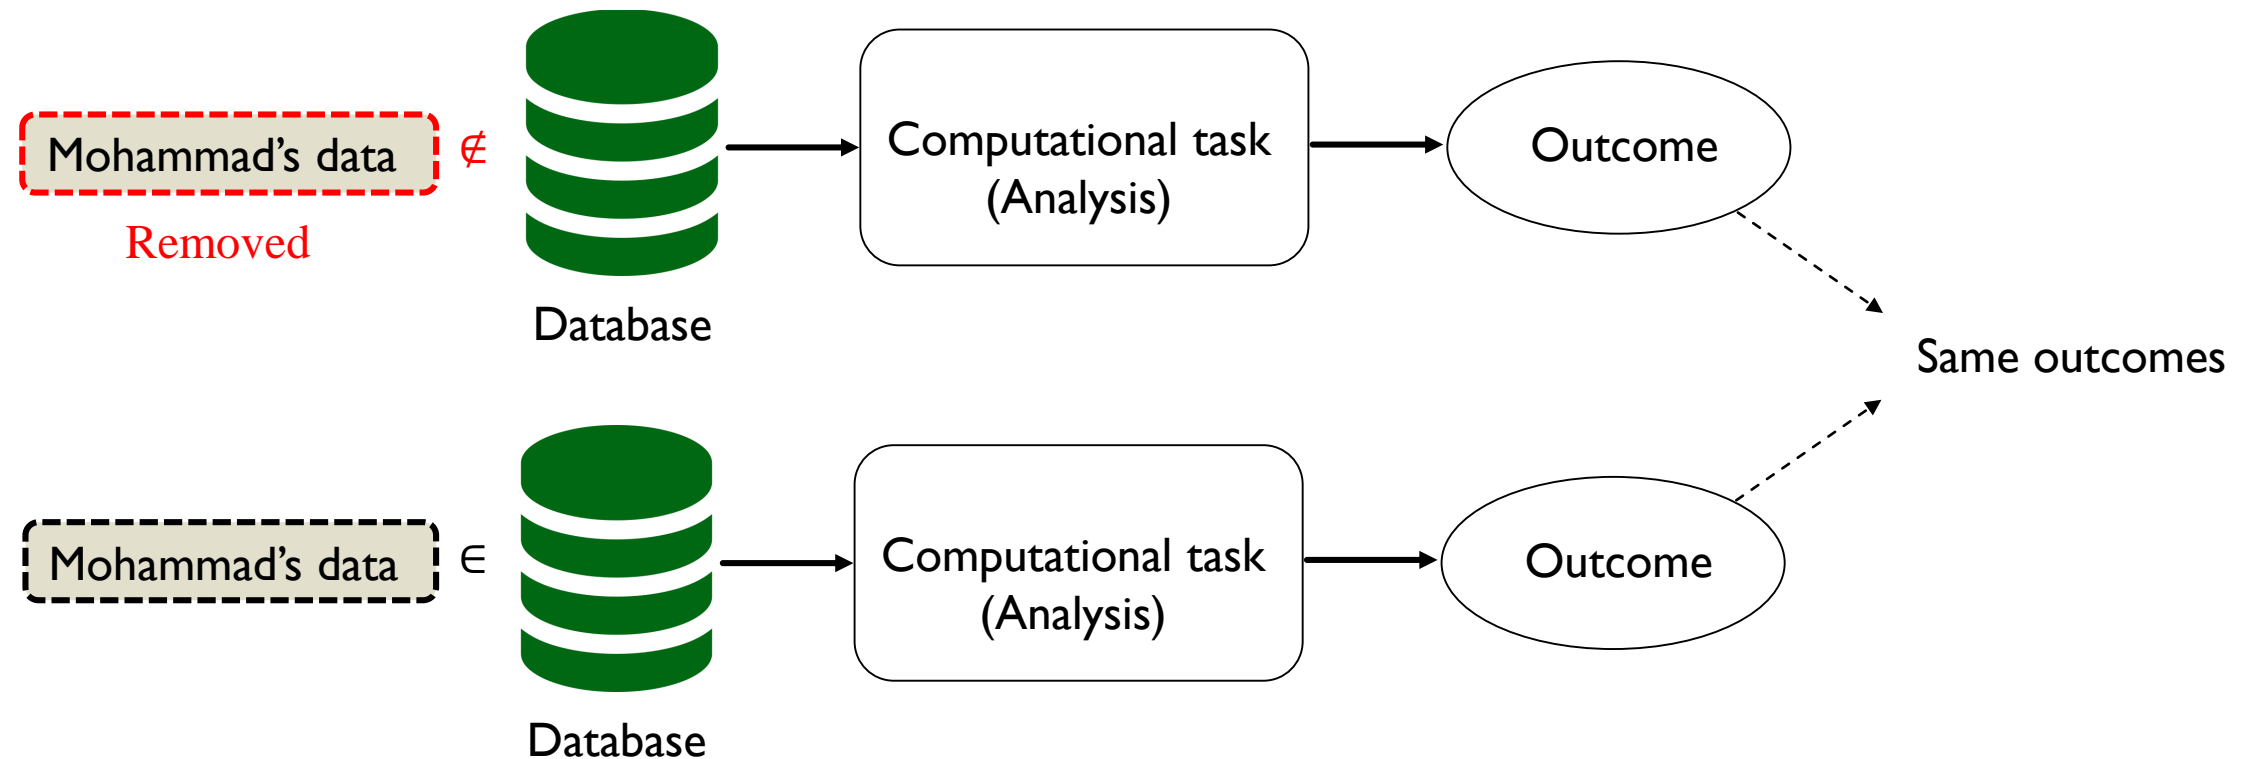 Mohammad’s data ∉
Removed
Database
Computational task
(Analysis)
Outcome
Same outcomes
Mohammad’s data ∈
Database
Computational task
(Analysis)
Outcome